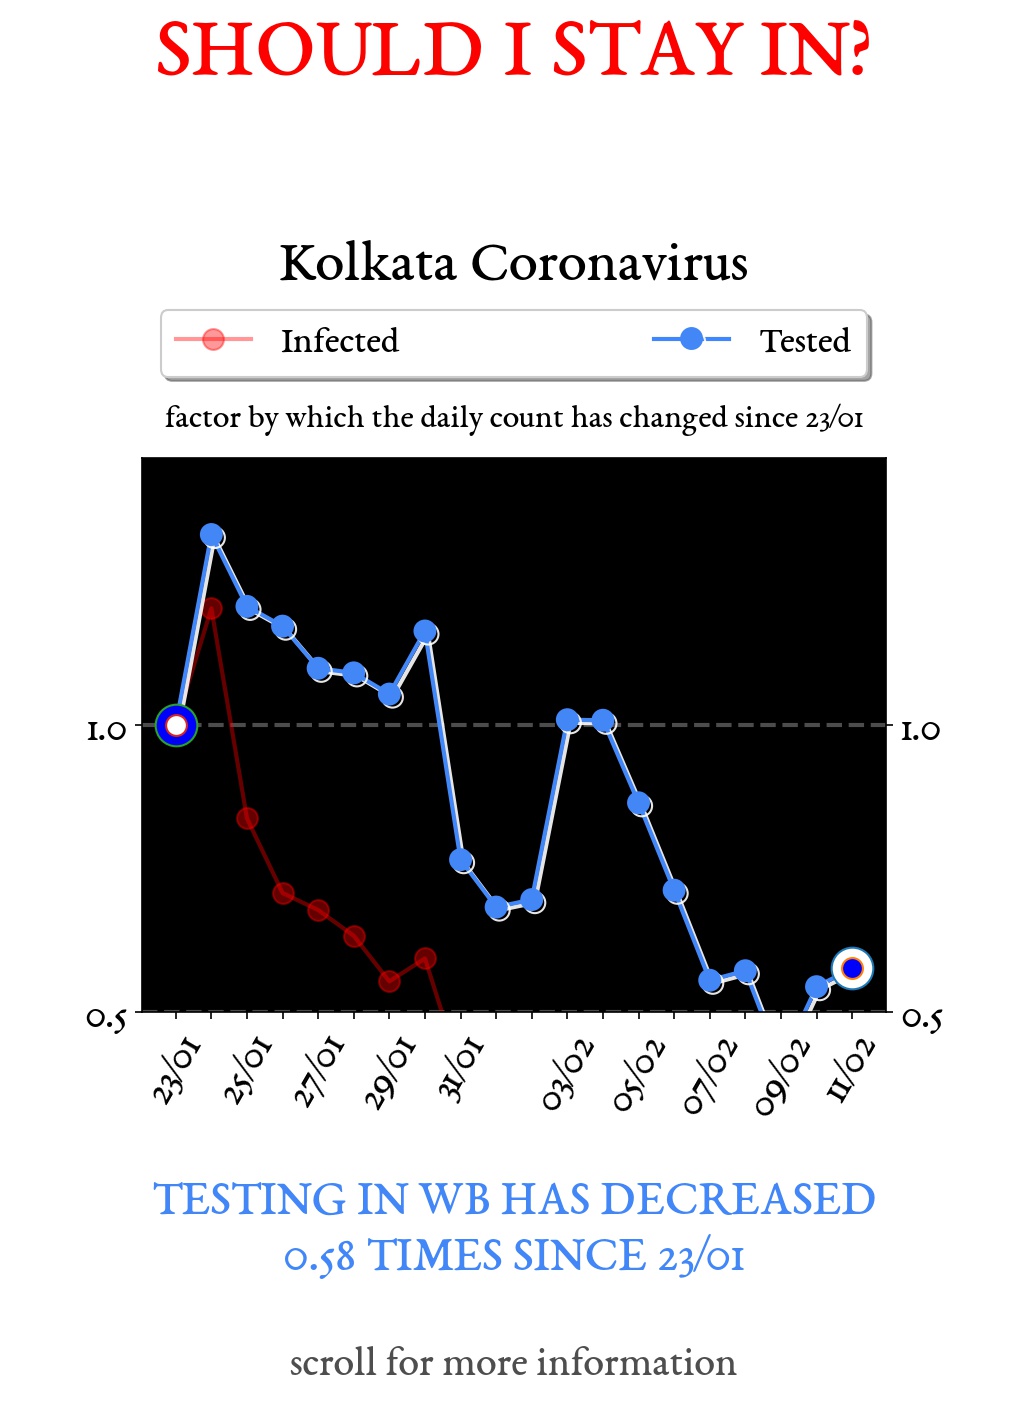 SHOULD I STAY IN?
Kolkata Coronavirus
Infected Tested
factor by which the daily count has changed since 23/01
1.0 1.0
0.5 0.5
23/01 25/01 27/01 29/01 31/01 03/02 05/02 07/02 09/02 11/02
TESTING IN WB HAS DECREASED
0.58 TIMES SINCE 23/01
scroll for more information